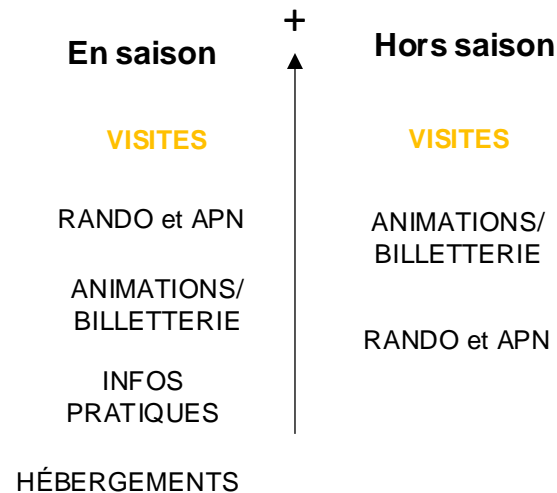 +
En saison
Hors saison
VISITES
VISITES
RANDO et APN
ANIMATIONS/
BILLETTERIE
ANIMATIONS/
BILLETTERIE
RANDO et APN
INFOS
PRATIQUES
HÉBERGEMENTS